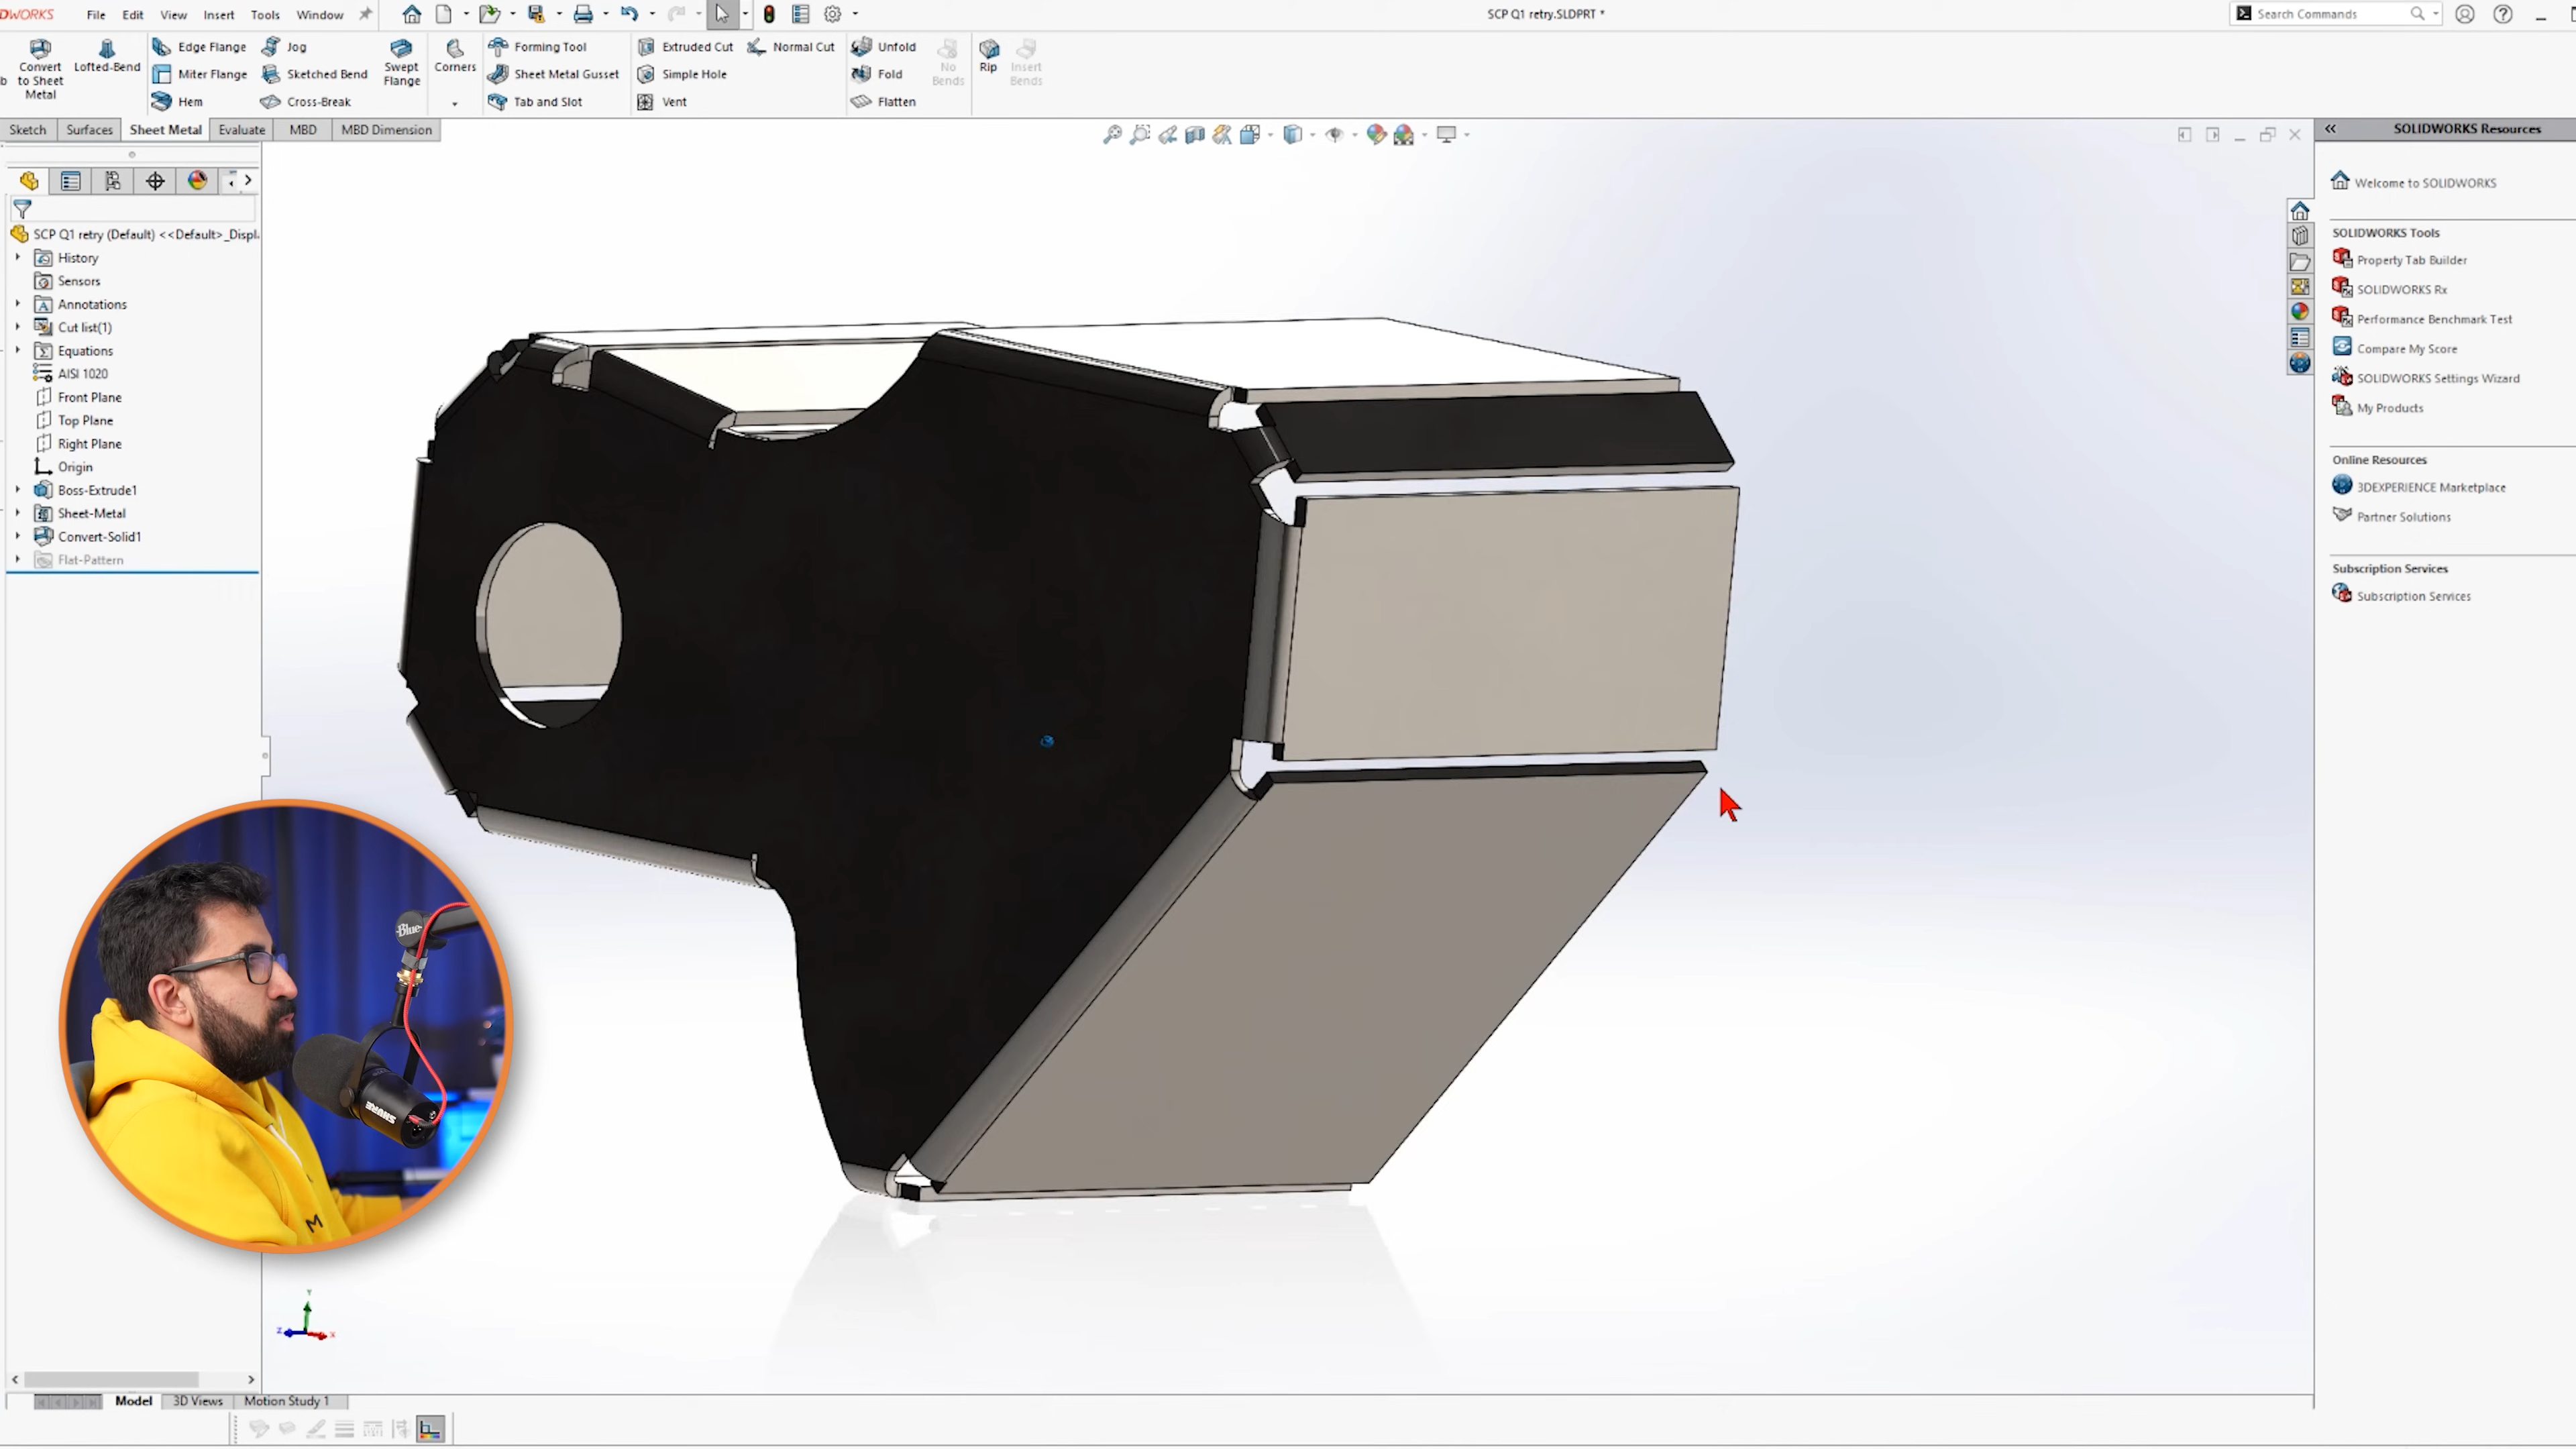 DWORKS File Edit View Insert Tools Window SCP Q1 retry.SLDPRT * Search Commands
Convert to Sheet Metal
Lofted-Bend
Edge Flange
Miter Flange
Hem
Jog
Sketched Bend
Cross-Break
Swept Flange
Corners
Forming Tool
Sheet Metal Gusset
Tab and Slot
Extruded Cut
Simple Hole
Vent
Normal Cut
Unfold
Fold
Flatten
No Bends
Rip
Insert Bends
Sketch Surfaces Sheet Metal Evaluate MBD MBD Dimension
SCP Q1 retry (Default) <<Default>_Displ
History
Sensors
Annotations
Cut list(1)
Equations
AISI 1020
Front Plane
Top Plane
Right Plane
Origin
Boss-Extrude1
Sheet-Metal
Convert-Solid1
Flat-Pattern
SOLIDWORKS Resources
Welcome to SOLIDWORKS
SOLIDWORKS Tools
Property Tab Builder
SOLIDWORKS Rx
Performance Benchmark Test
Compare My Score
SOLIDWORKS Settings Wizard
My Products
Online Resources
3DEXPERIENCE Marketplace
Partner Solutions
Subscription Services
Subscription Services
Blue
SHURE
M
Y
Z
X
Model 3D Views Motion Study 1